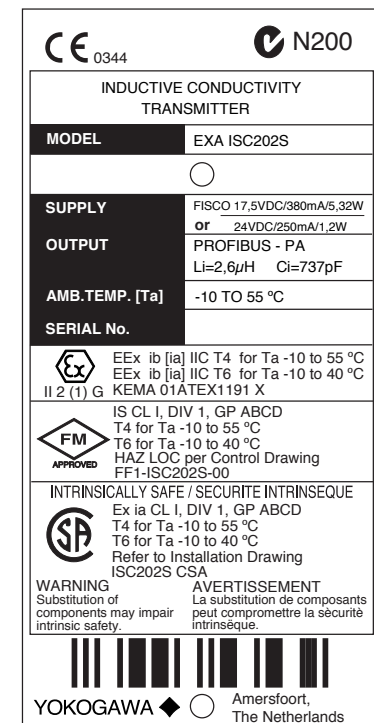 CE 0344
N200
INDUCTIVE CONDUCTIVITY
TRANSMITTER
MODEL EXA ISC202S
SUPPLY FISCO 17,5VDC/380mA/5,32W
or 24VDC/250mA/1,2W
OUTPUT PROFIBUS - PA
Li=2,6µH Ci=737pF
AMB.TEMP. [Ta] -10 TO 55 ºC
SERIAL No.
Ex
II 2 (1) G
EEx ib [ia] IIC T4 for Ta -10 to 55 ºC
EEx ib [ia] IIC T6 for Ta -10 to 40 ºC
KEMA 01ATEX1191 X
FM
APPROVED
IS CL I, DIV 1, GP ABCD
T4 for Ta -10 to 55 ºC
T6 for Ta -10 to 40 ºC
HAZ LOC per Control Drawing
FF1-ISC202S-00
INTRINSICALLY SAFE / SECURITE INTRINSEQUE
SA
Ex ia CL I, DIV 1, GP ABCD
T4 for Ta -10 to 55 ºC
T6 for Ta -10 to 40 ºC
Refer to Installation Drawing
ISC202S CSA
WARNING
Substitution of
components may impair
intrinsic safety.
AVERTISSEMENT
La substitution de composants
peut compromettre la sècurité
intrinsëque.
YOKOGAWA
Amersfoort,
The Netherlands